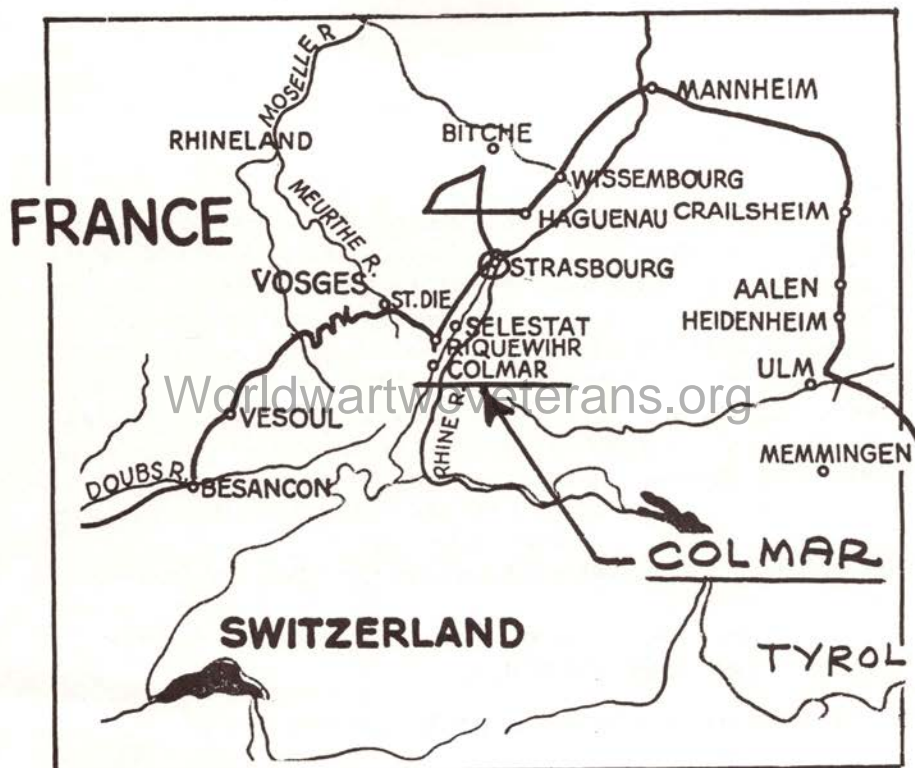 MOSELLE R.
MANNHEIM
RHINELAND
BITCHE
WISSEMBOURG
MEURTHE R.
FRANCE
HAGUENAU
CRAILSHEIM
STRASBOURG
VOSGES
ST. DIE
AALEN
SELESTAT
HEIDENHEIM
RIQUEWIHR
COLMAR
ULM
Worldwartwoveterans.org
VESOUL
RHINE R.
MEMMINGEN
DOUBS R.
BESANCON
COLMAR
SWITZERLAND
TYROL